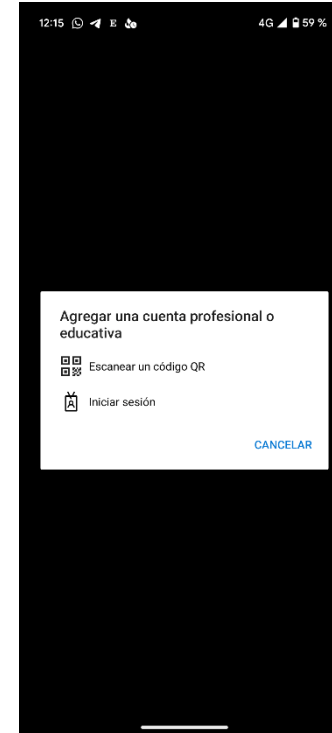 12:15 E 4G 59 %
Agregar una cuenta profesional o
educativa
Escanear un código QR
Iniciar sesión
CANCELAR